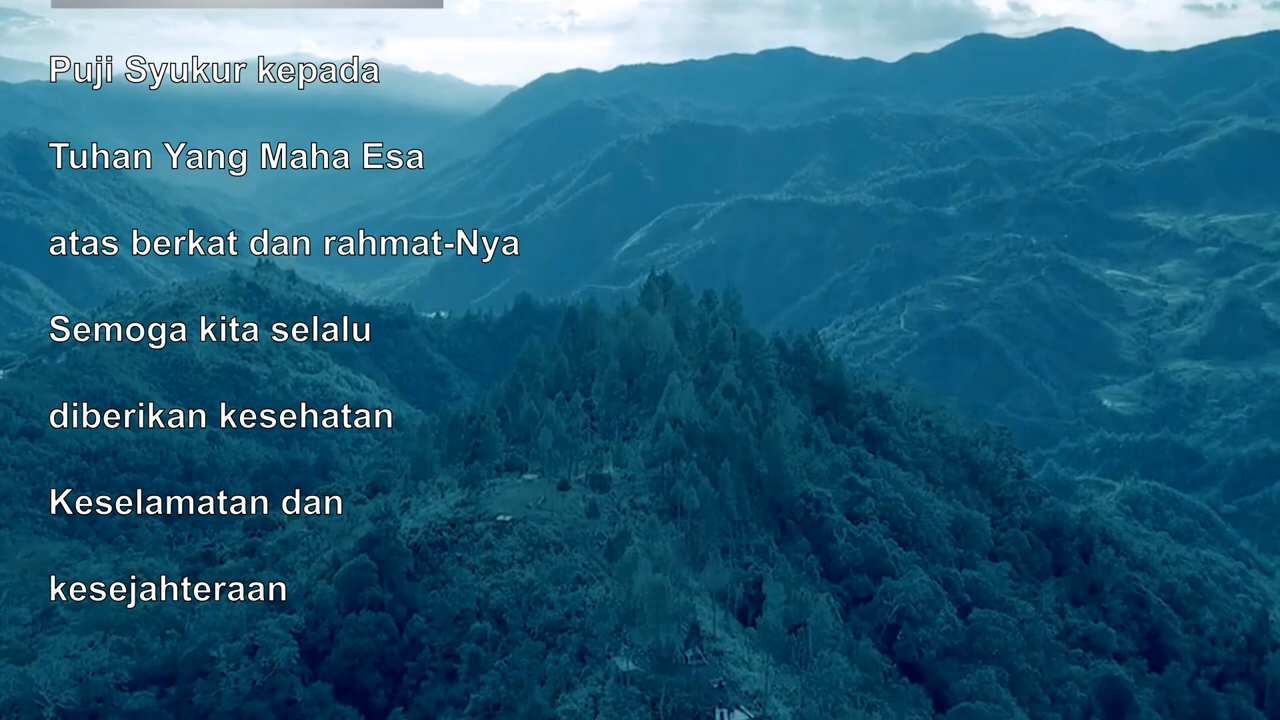 Puji Syukur kepada
Tuhan Yang Maha Esa
atas berkat dan rahmat-Nya
Semoga kita selalu
diberikan kesehatan
Keselamatan dan
kesejahteraan